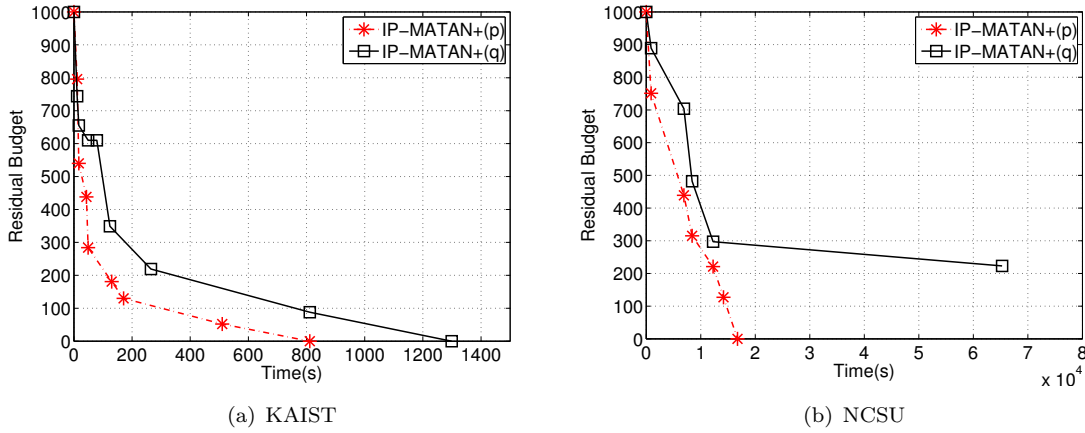 1000
900
800
700
600
500
400
300
200
100
0
Residual Budget
0 200 400 600 800 1000 1200 1400
Time(s)
IP−MATAN+(p)
IP−MATAN+(q)
(a) KAIST
1000
900
800
700
600
500
400
300
200
100
0
Residual Budget
0 1 2 3 4 5 6 7 8
x 10^4
Time(s)
IP−MATAN+(p)
IP−MATAN+(q)
(b) NCSU